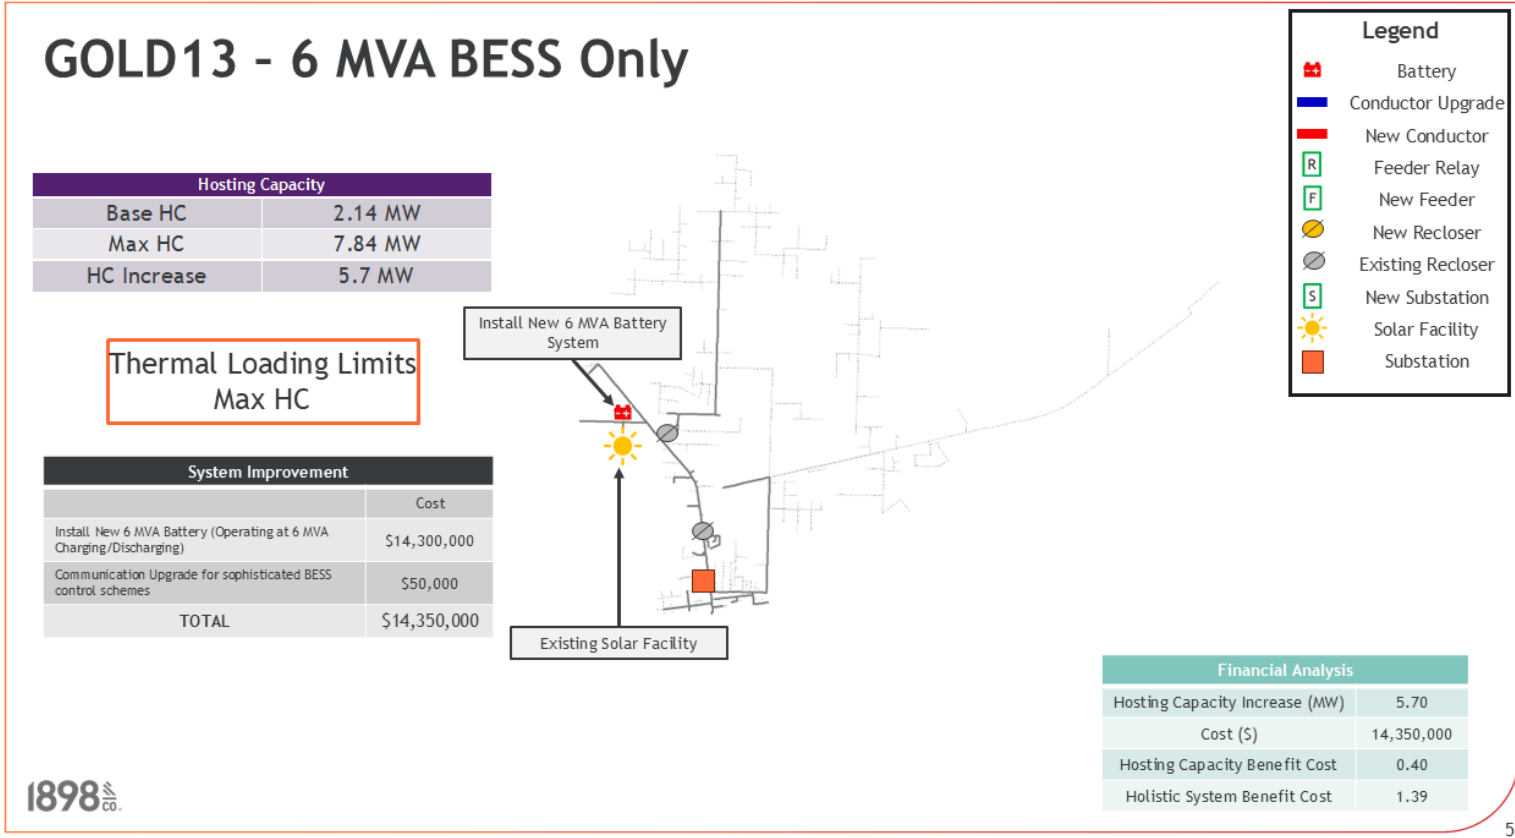 GOLD13 – 6 MVA BESS Only
Legend
Battery
Conductor Upgrade
New Conductor
R Feeder Relay
F New Feeder
New Recloser
Existing Recloser
S New Substation
Solar Facility
Substation
Hosting Capacity
Base HC 2.14 MW
Max HC 7.84 MW
HC Increase 5.7 MW
Install New 6 MVA Battery
System
Thermal Loading Limits
Max HC
System Improvement
Cost
Install New 6 MVA Battery (Operating at 6 MVA
Charging/Discharging) $14,300,000
Communication Upgrade for sophisticated BESS
control schemes $50,000
TOTAL $14,350,000
Existing Solar Facility
Financial Analysis
Hosting Capacity Increase (MW) 5.70
Cost ($) 14,350,000
Hosting Capacity Benefit Cost 0.40
Holistic System Benefit Cost 1.39
1898 & CO.
5